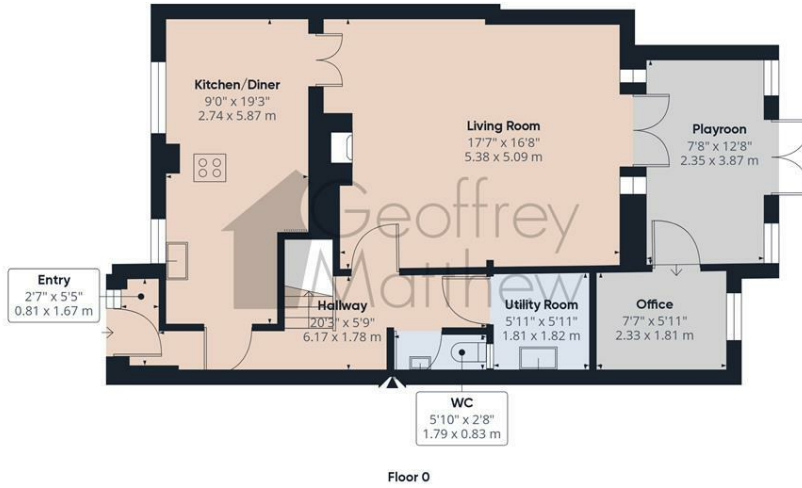 Kitchen/Diner
9'0" x 19'3"
2.74 x 5.87 m
Living Room
17'7" x 16'8"
5.38 x 5.09 m
Playroon
7'8" x 12'8"
2.35 x 3.87 m
Geoffrey
Matthew
Entry
2'7" x 5'5"
0.81 x 1.67 m
Hallway
20'3" x 5'9"
6.17 x 1.78 m
Utility Room
5'11" x 5'11"
1.81 x 1.82 m
Office
7'7" x 5'11"
2.33 x 1.81 m
WC
5'10" x 2'8"
1.79 x 0.83 m
Floor 0